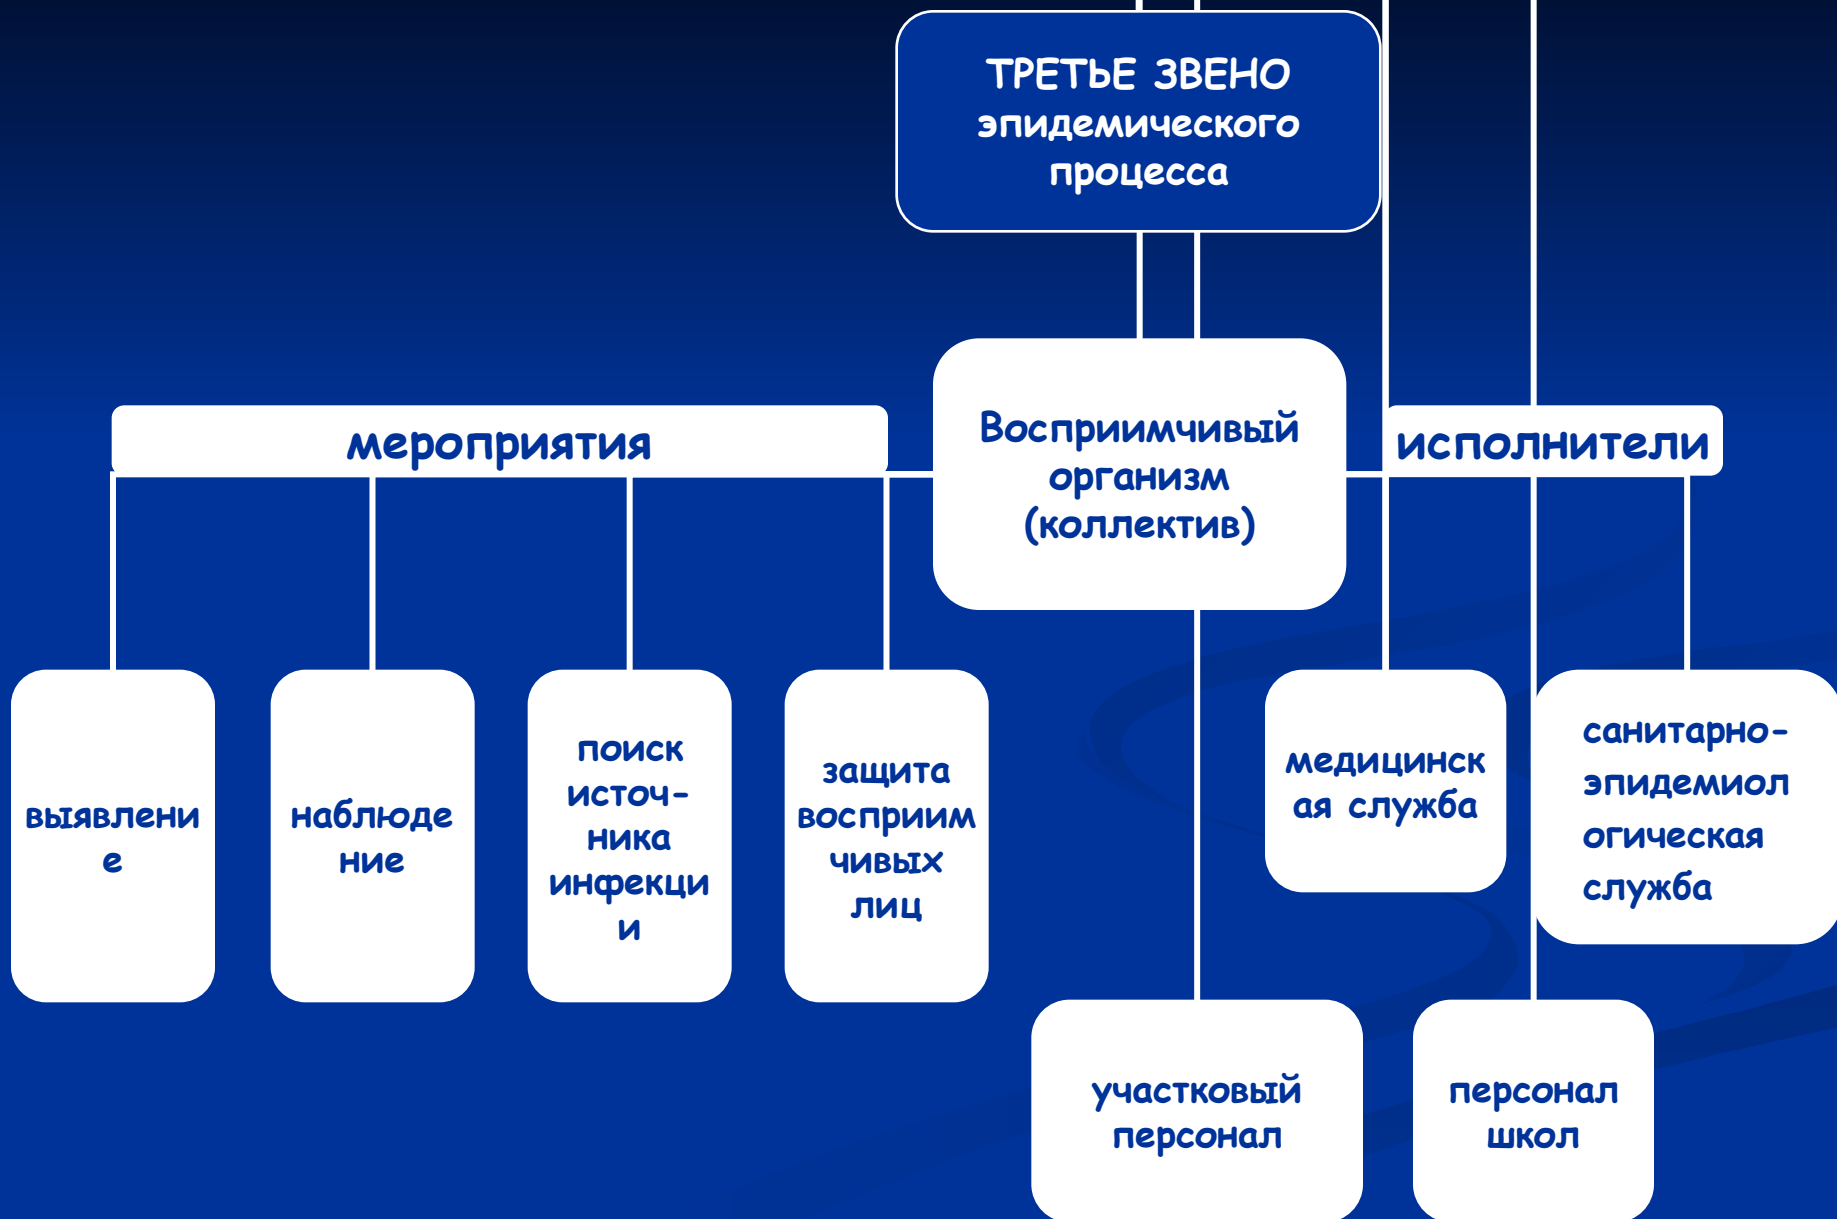 ТРЕТЬЕ ЗВЕНО
эпидемического
процесса
мероприятия
Восприимчивый
организм
(коллектив)
исполнители
выявлени
е
наблюде
ние
поиск
источ-
ника
инфекци
и
защита
восприим
чивых
лиц
медицинск
ая служба
санитарно-
эпидемиол
огическая
служба
участковый
персонал
персонал
школ